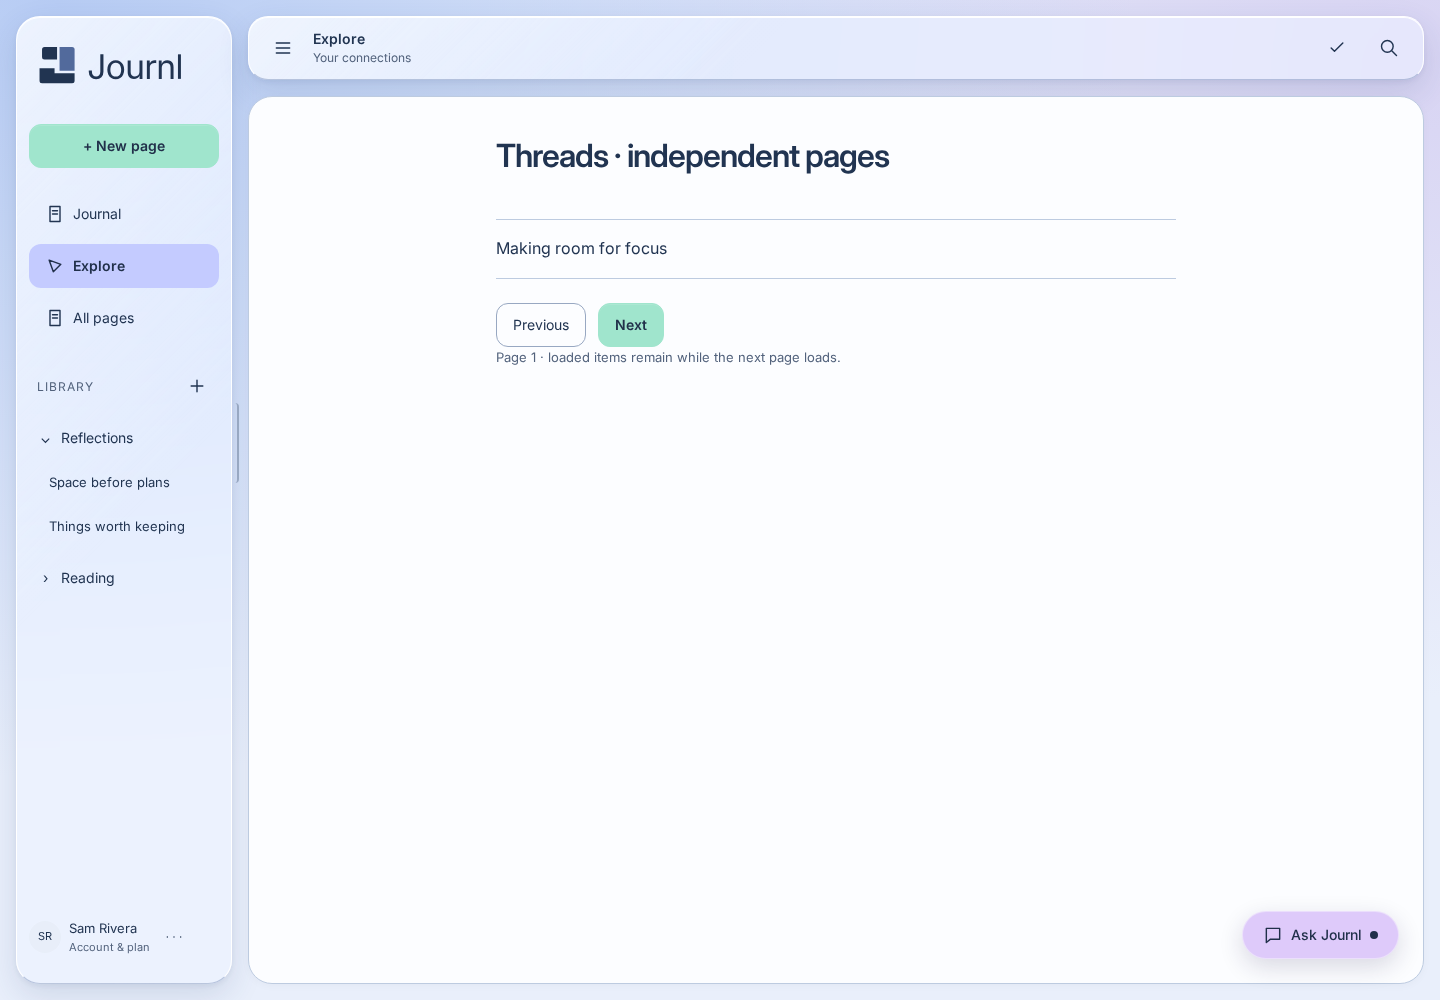 Journl
+ New page
Journal
Explore
All pages
LIBRARY
Reflections
Space before plans
Things worth keeping
Reading
SR
Sam Rivera
Account & plan
Explore
Your connections
Threads · independent pages
Making room for focus
Previous
Next
Page 1 · loaded items remain while the next page loads.
Ask Journl